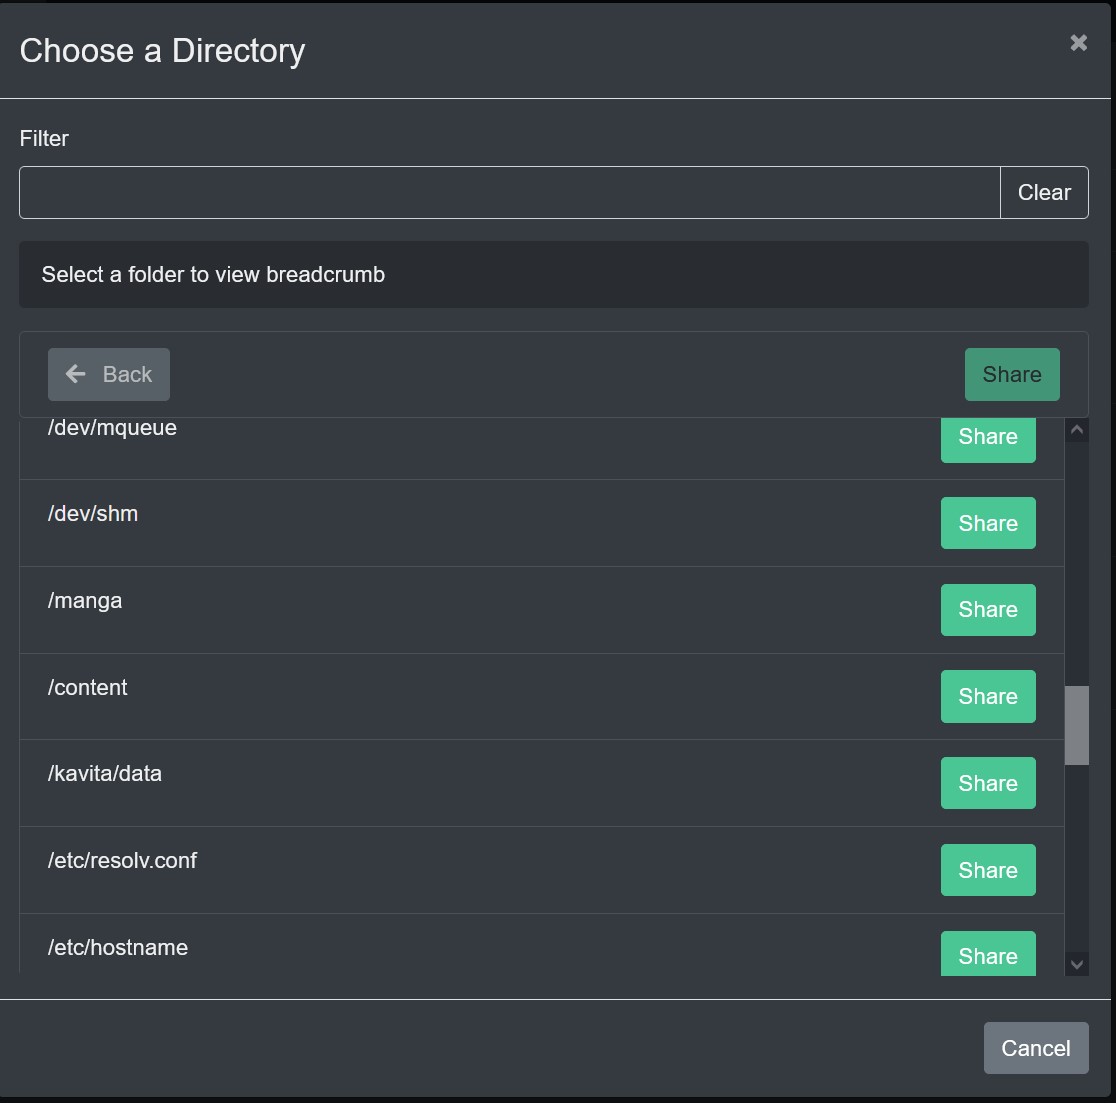 Choose a Directory
Filter
Clear
Select a folder to view breadcrumb
Back
Share
/dev/mqueue
Share
/dev/shm
Share
/manga
Share
/content
Share
/kavita/data
Share
/etc/resolv.conf
Share
/etc/hostname
Share
Cancel